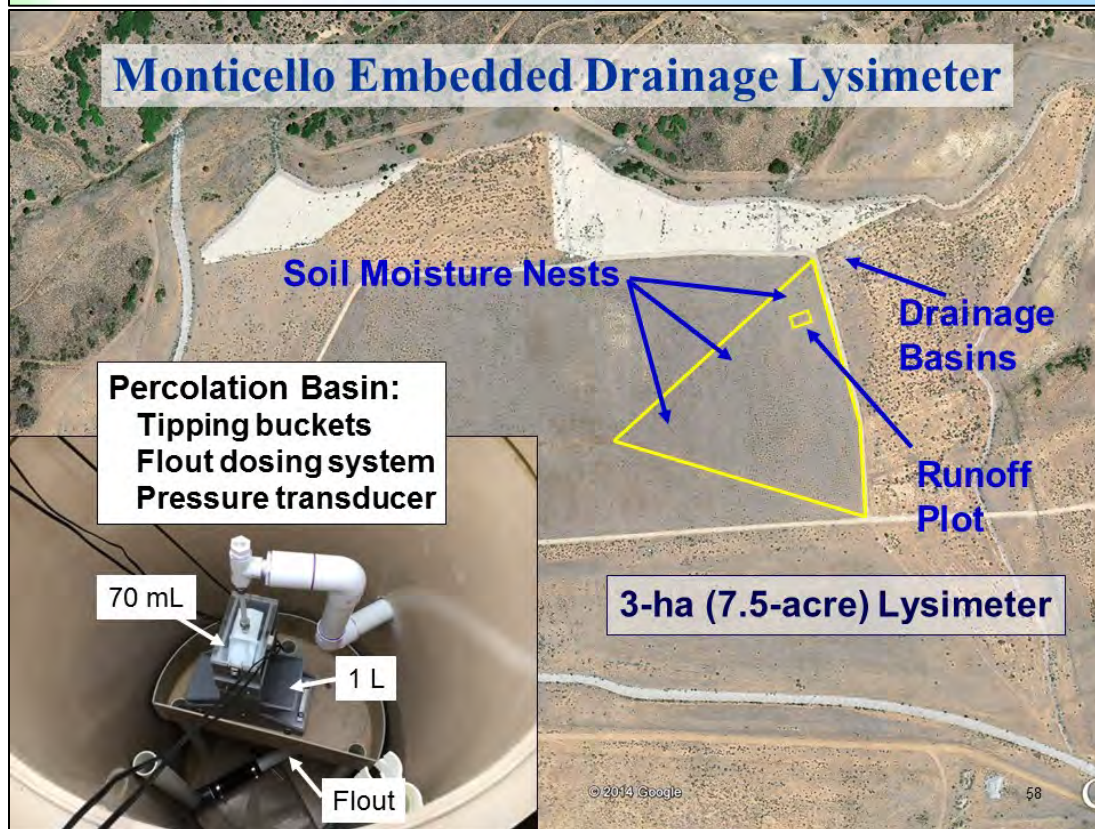 Monticello Embedded Drainage Lysimeter
Soil Moisture Nests
Drainage
Basins
Percolation Basin:
Tipping buckets
Flout dosing system
Pressure transducer
Runoff
Plot
70 mL
3-ha (7.5-acre) Lysimeter
1 L
Flout
© 2014 Google
58